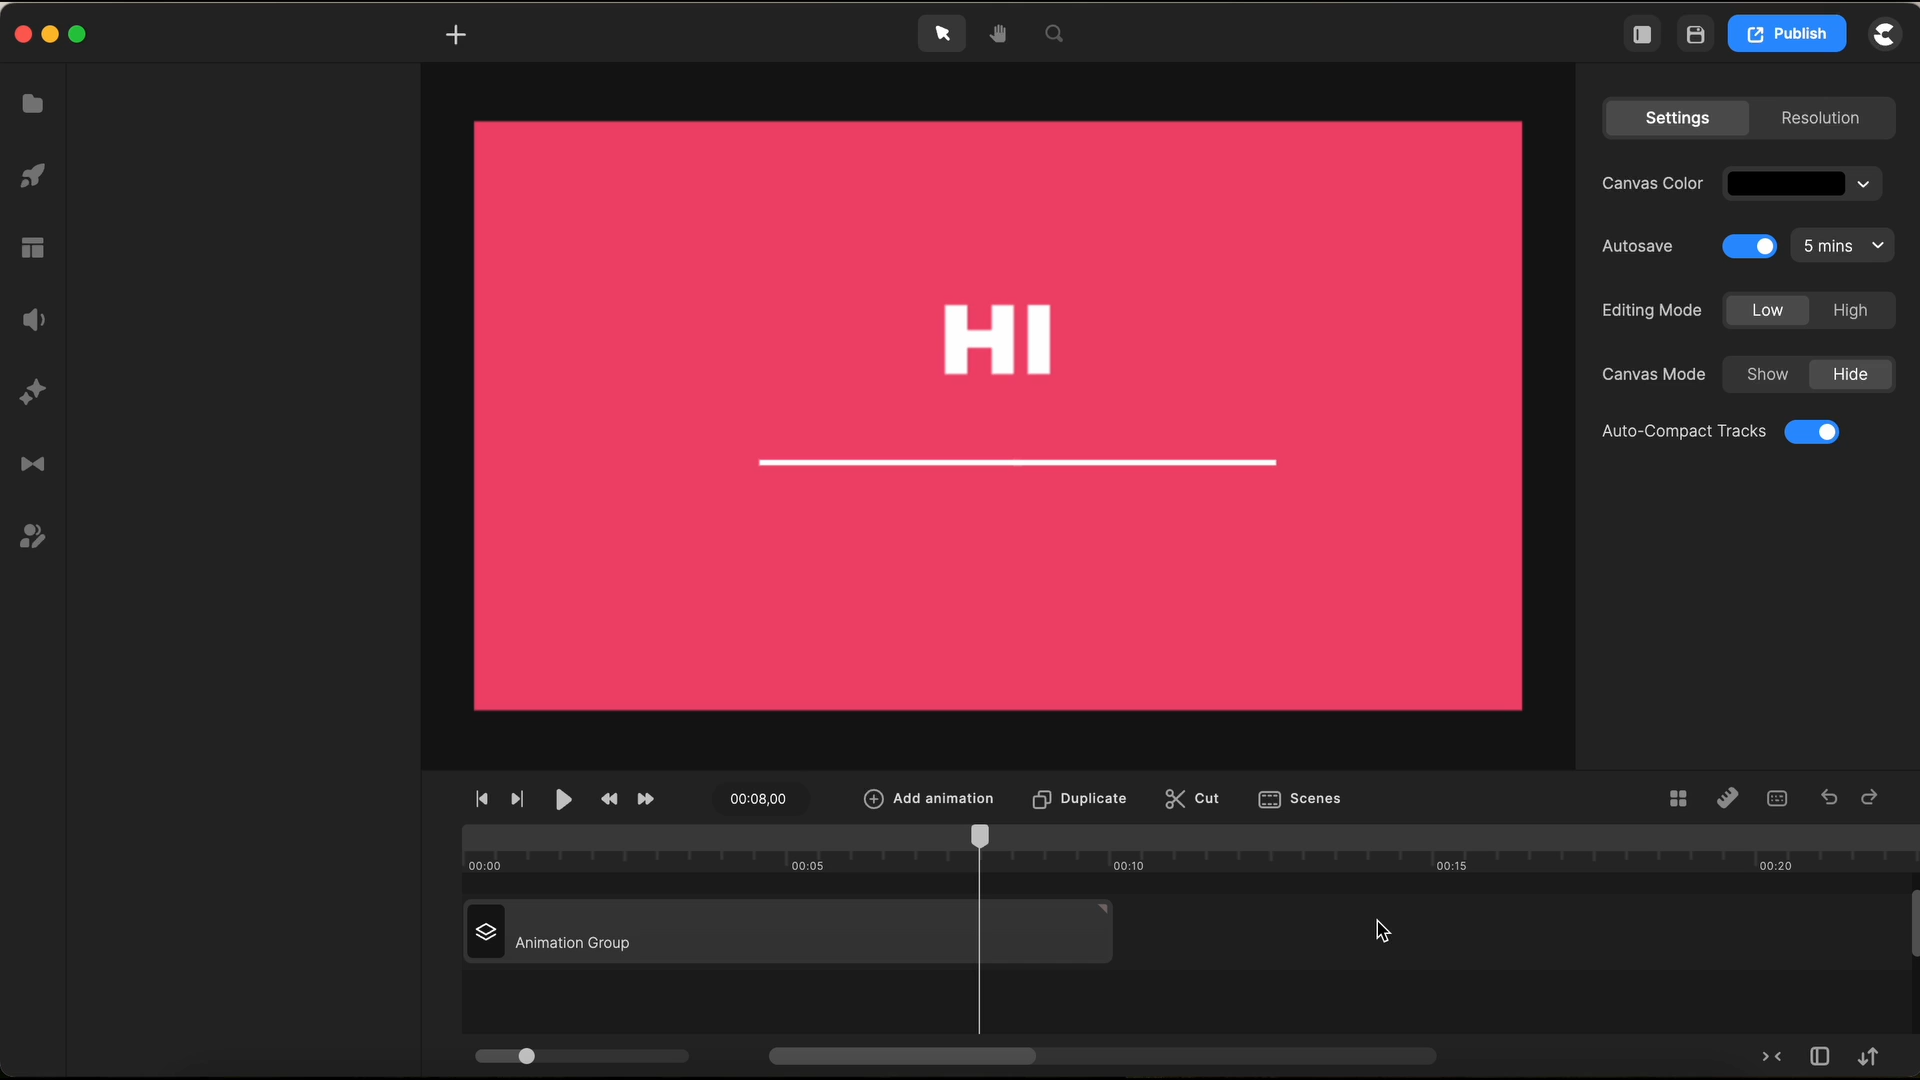 Publish
Settings Resolution
Canvas Color
Autosave 5 mins
Editing Mode Low High
Canvas Mode Show Hide
Auto-Compact Tracks
HI
00:08,00 Add animation Duplicate Cut Scenes
00:00 00:05 00:10 00:15 00:20
Animation Group